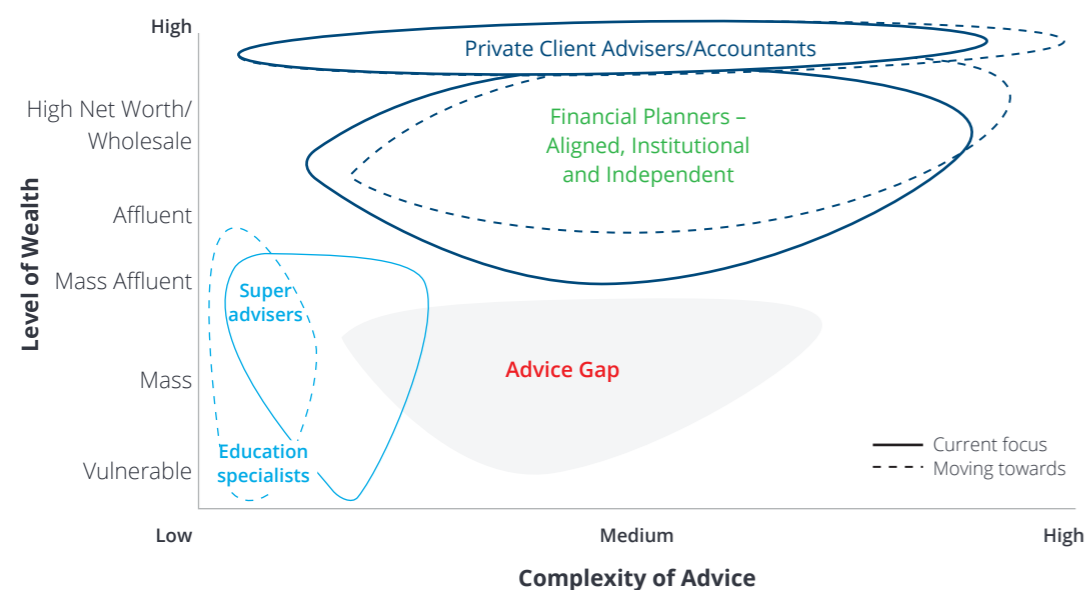 High
Private Client Advisers/Accountants
High Net Worth/
Wholesale
Financial Planners –
Aligned, Institutional
and Independent
Affluent
Mass Affluent
Super
advisers
Level of Wealth
Advice Gap
Mass
Education
specialists
Vulnerable
Current focus
Moving towards
Low
Medium
High
Complexity of Advice